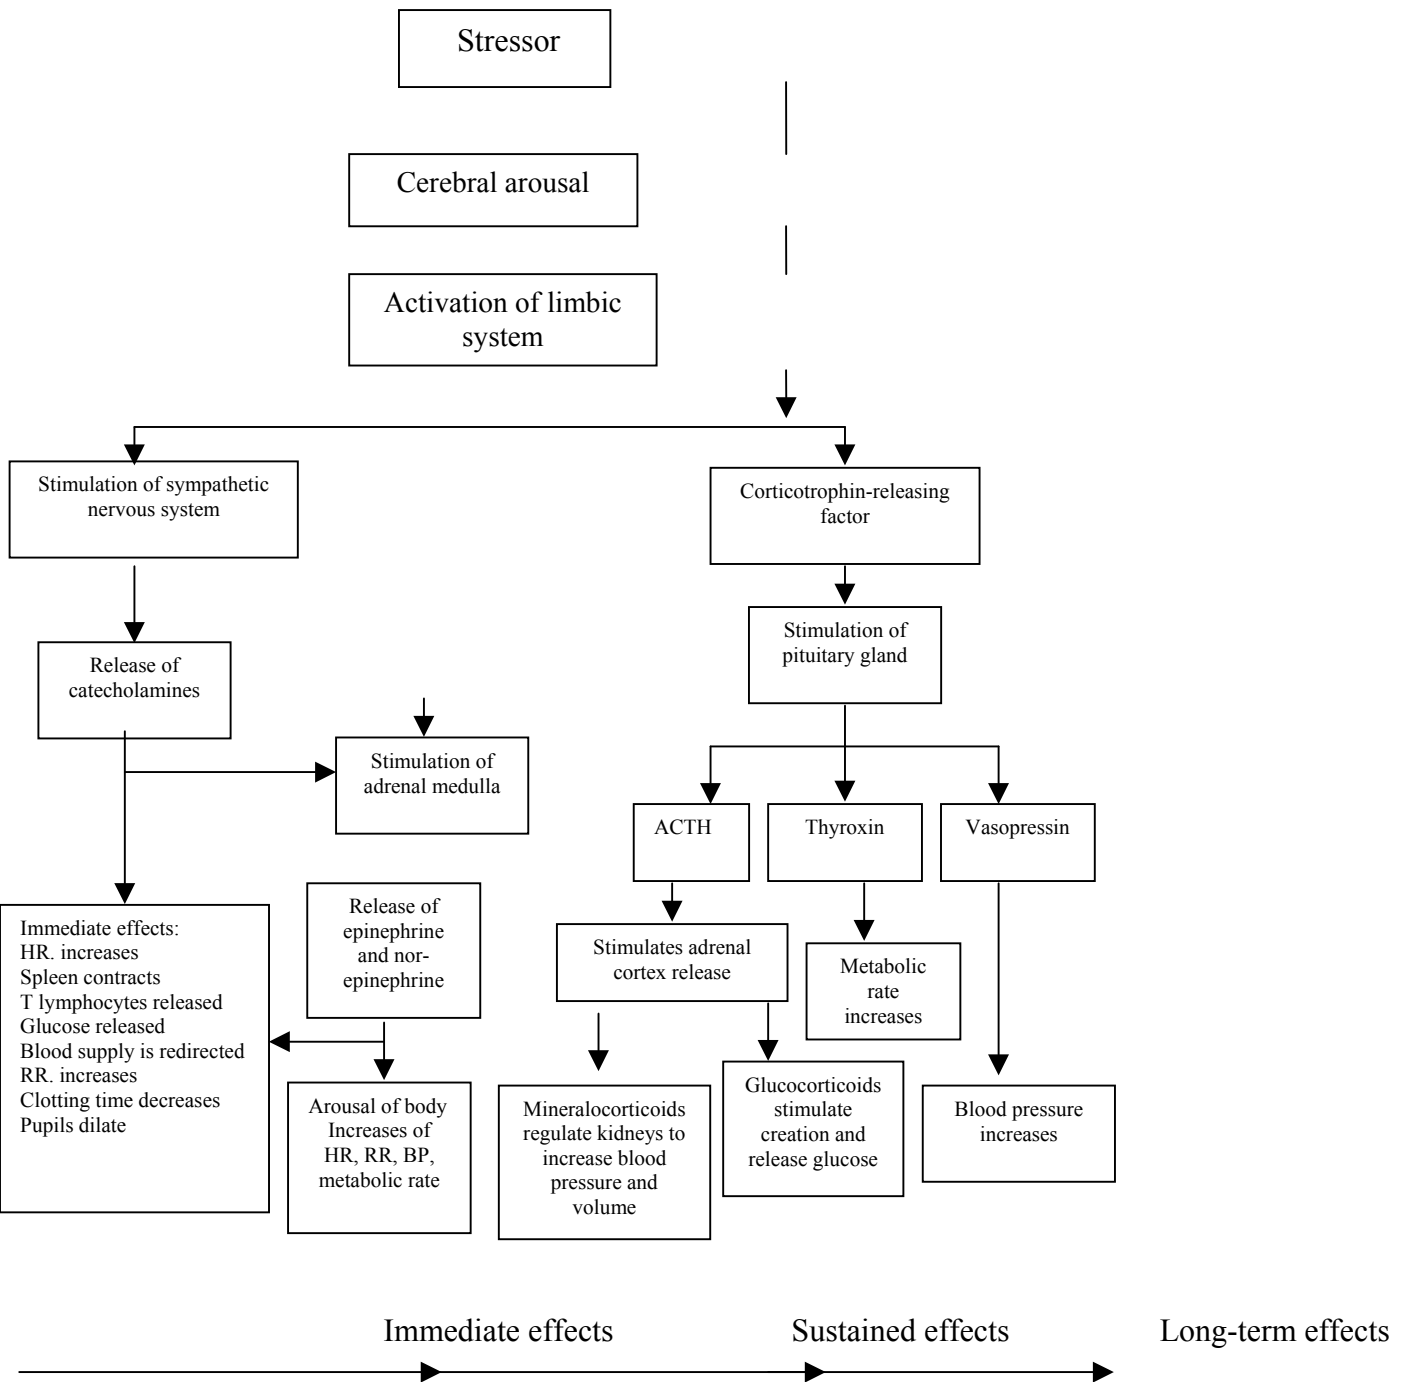 Stressor
Cerebral arousal
Activation of limbic
system
Stimulation of sympathetic
nervous system
Corticotrophin-releasing
factor
Release of
catecholamines
Stimulation of
pituitary gland
Stimulation of
adrenal medulla
ACTH
Thyroxin
Vasopressin
Immediate effects:
HR. increases
Spleen contracts
T lymphocytes released
Glucose released
Blood supply is redirected
RR. increases
Clotting time decreases
Pupils dilate
Release of
epinephrine
and nor-
epinephrine
Stimulates adrenal
cortex release
Metabolic
rate
increases
Arousal of body
Increases of
HR, RR, BP,
metabolic rate
Mineralocorticoids
regulate kidneys to
increase blood
pressure and
volume
Glucocorticoids
stimulate
creation and
release glucose
Blood pressure
increases
Immediate effects
Sustained effects
Long-term effects